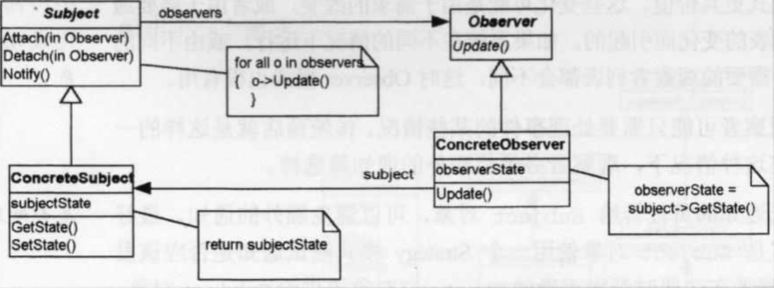 Subject
Attach(in Observer)
Detach(in Observer)
Notify()
observers
Observer
Update()
for all o in observers
o->Update()
}
ConcreteSubject
subjectState
GetState()
SetState()
subject
ConcreteObserver
observerState
Update()
return subjectState
observerState =
subject->GetState()